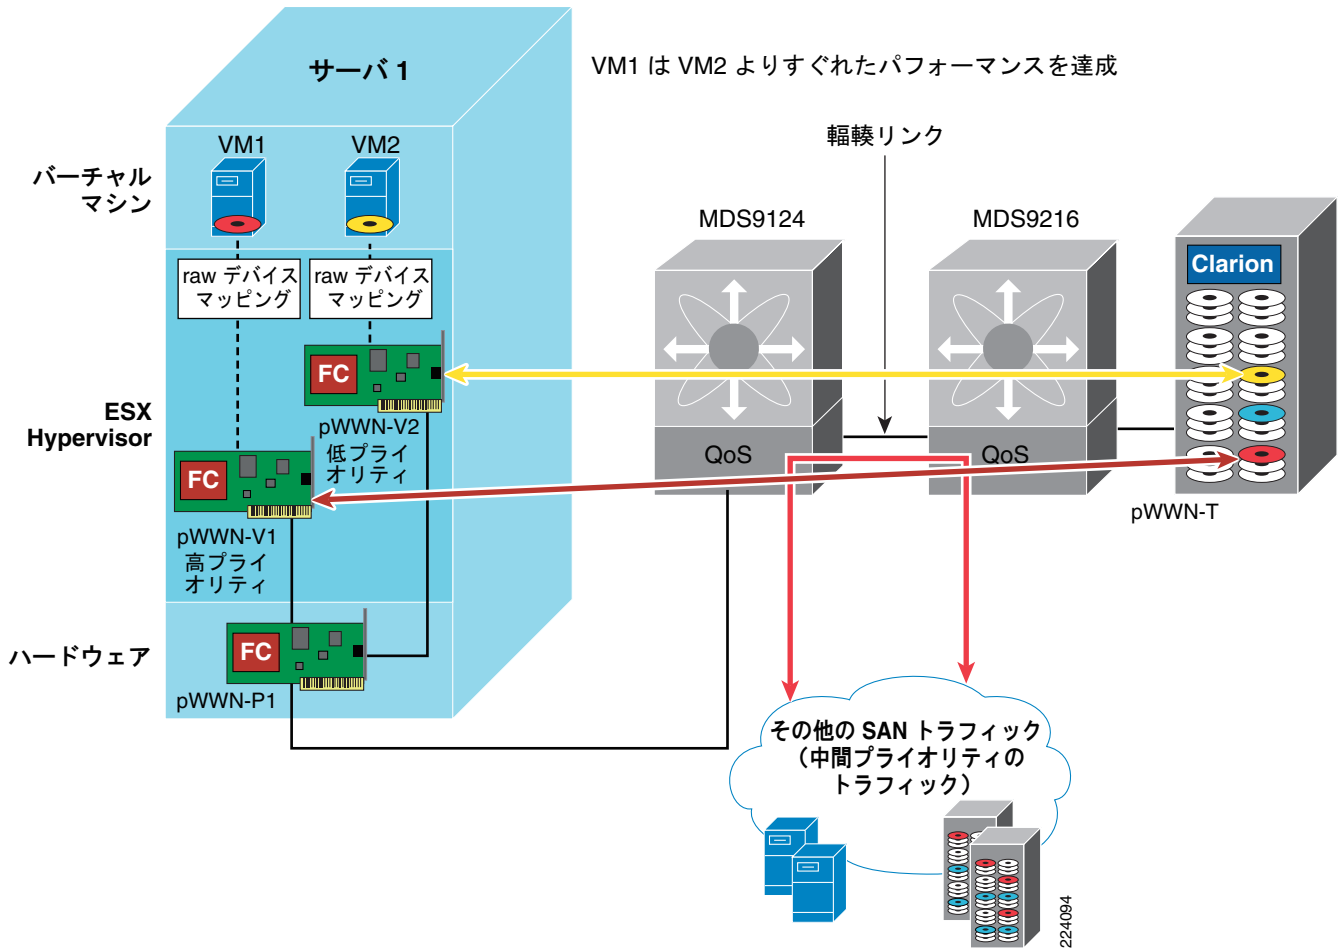 サーバ 1
VM1 は VM2 よりすぐれたパフォーマンスを達成
輻輳リンク
バーチャル
マシン
VM1
VM2
MDS9124
MDS9216
Clarion
raw デバイス
マッピング
raw デバイス
マッピング
FC
ESX
Hypervisor
pWWN-V2
低プライ
オリティ
QoS
QoS
FC
pWWN-T
pWWN-V1
高プライ
オリティ
ハードウェア
FC
pWWN-P1
その他の SAN トラフィック
（中間プライオリティの
トラフィック）
224094